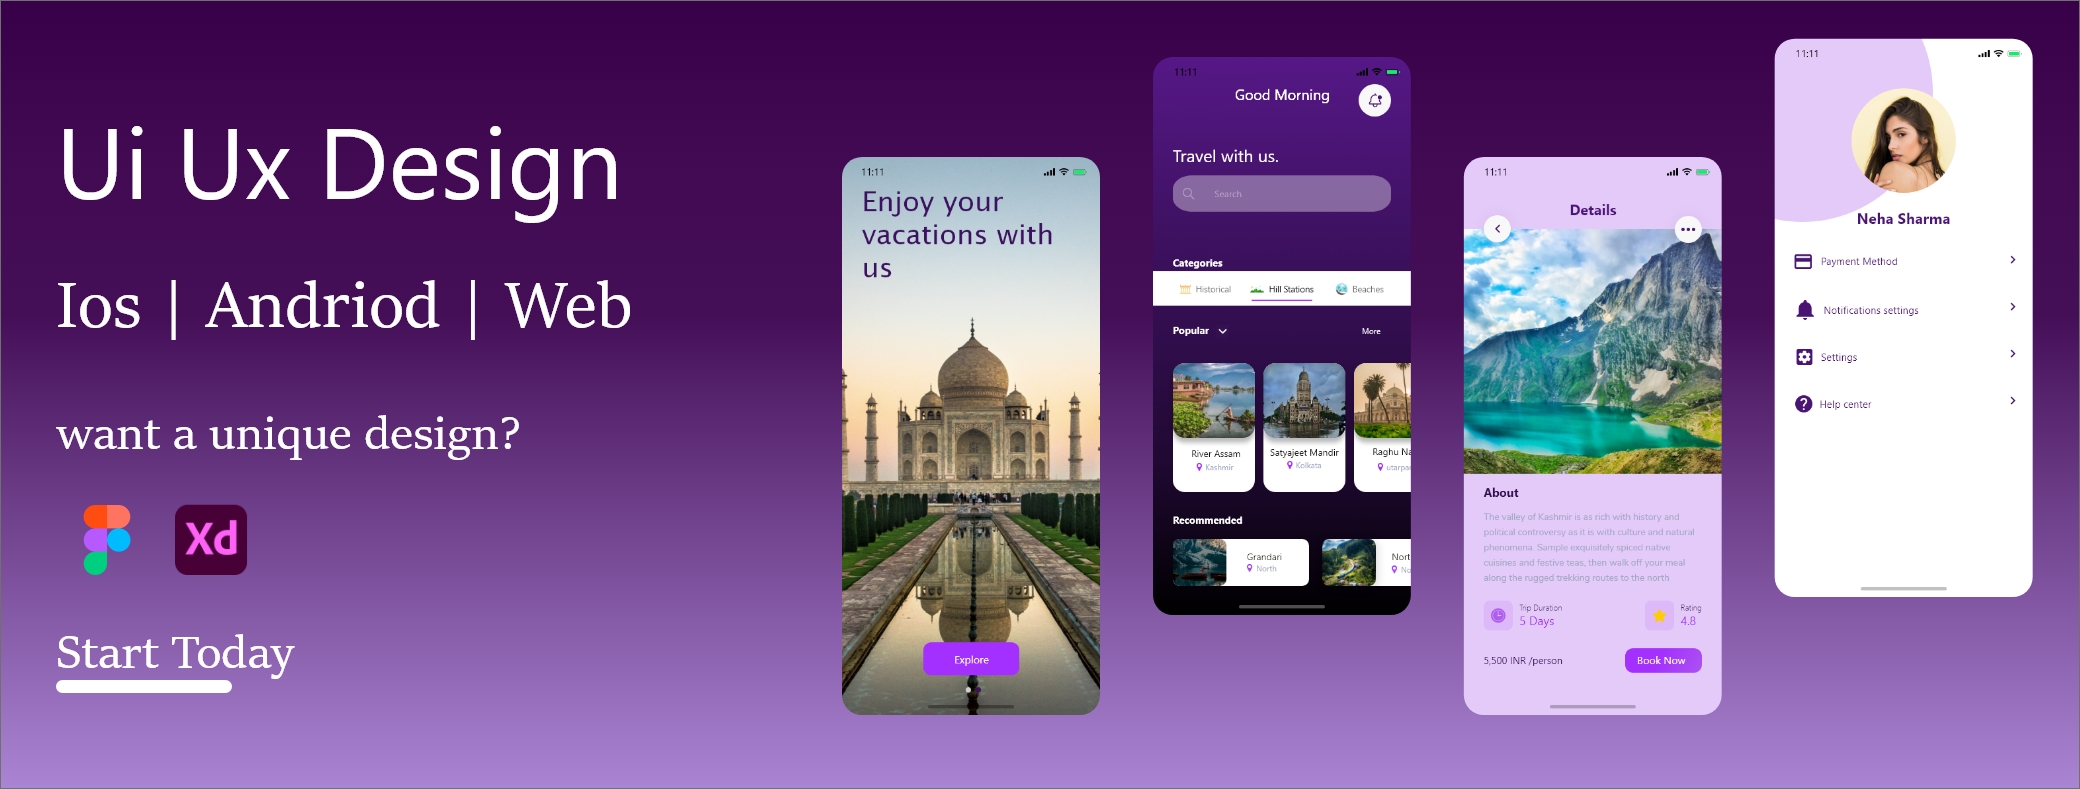 Ui Ux Design
Ios | Andriod | Web
want a unique design?
Xd
Start Today
11:11
Enjoy your
vacations with
us
Explore
11:11
Good Morning
Travel with us.
Search
Categories
Historical
Hill Stations
Beaches
Popular
More
River Assam
Kashmir
Satyajeet Mandir
Kolkata
Raghu Na
utarpa
Recommended
Grandari
North
Nort
No
11:11
Details
About
The valley of Kashmir is as rich with history and
political controversy as it is with culture and natural
phenomena. Sample exquisitely spiced native
cuisines and festive teas, then walk off your meal
along the rugged trekking routes to the north
Trip Duration
5 Days
Rating
4.8
5,500 INR /person
Book Now
11:11
Neha Sharma
Payment Method
Notifications settings
Settings
Help center